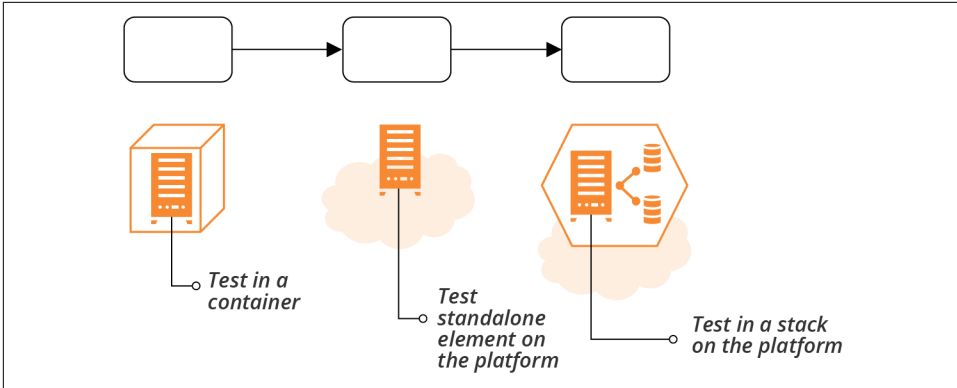 Test in a
container
Test
standalone
element on
the platform
Test in a stack
on the platform